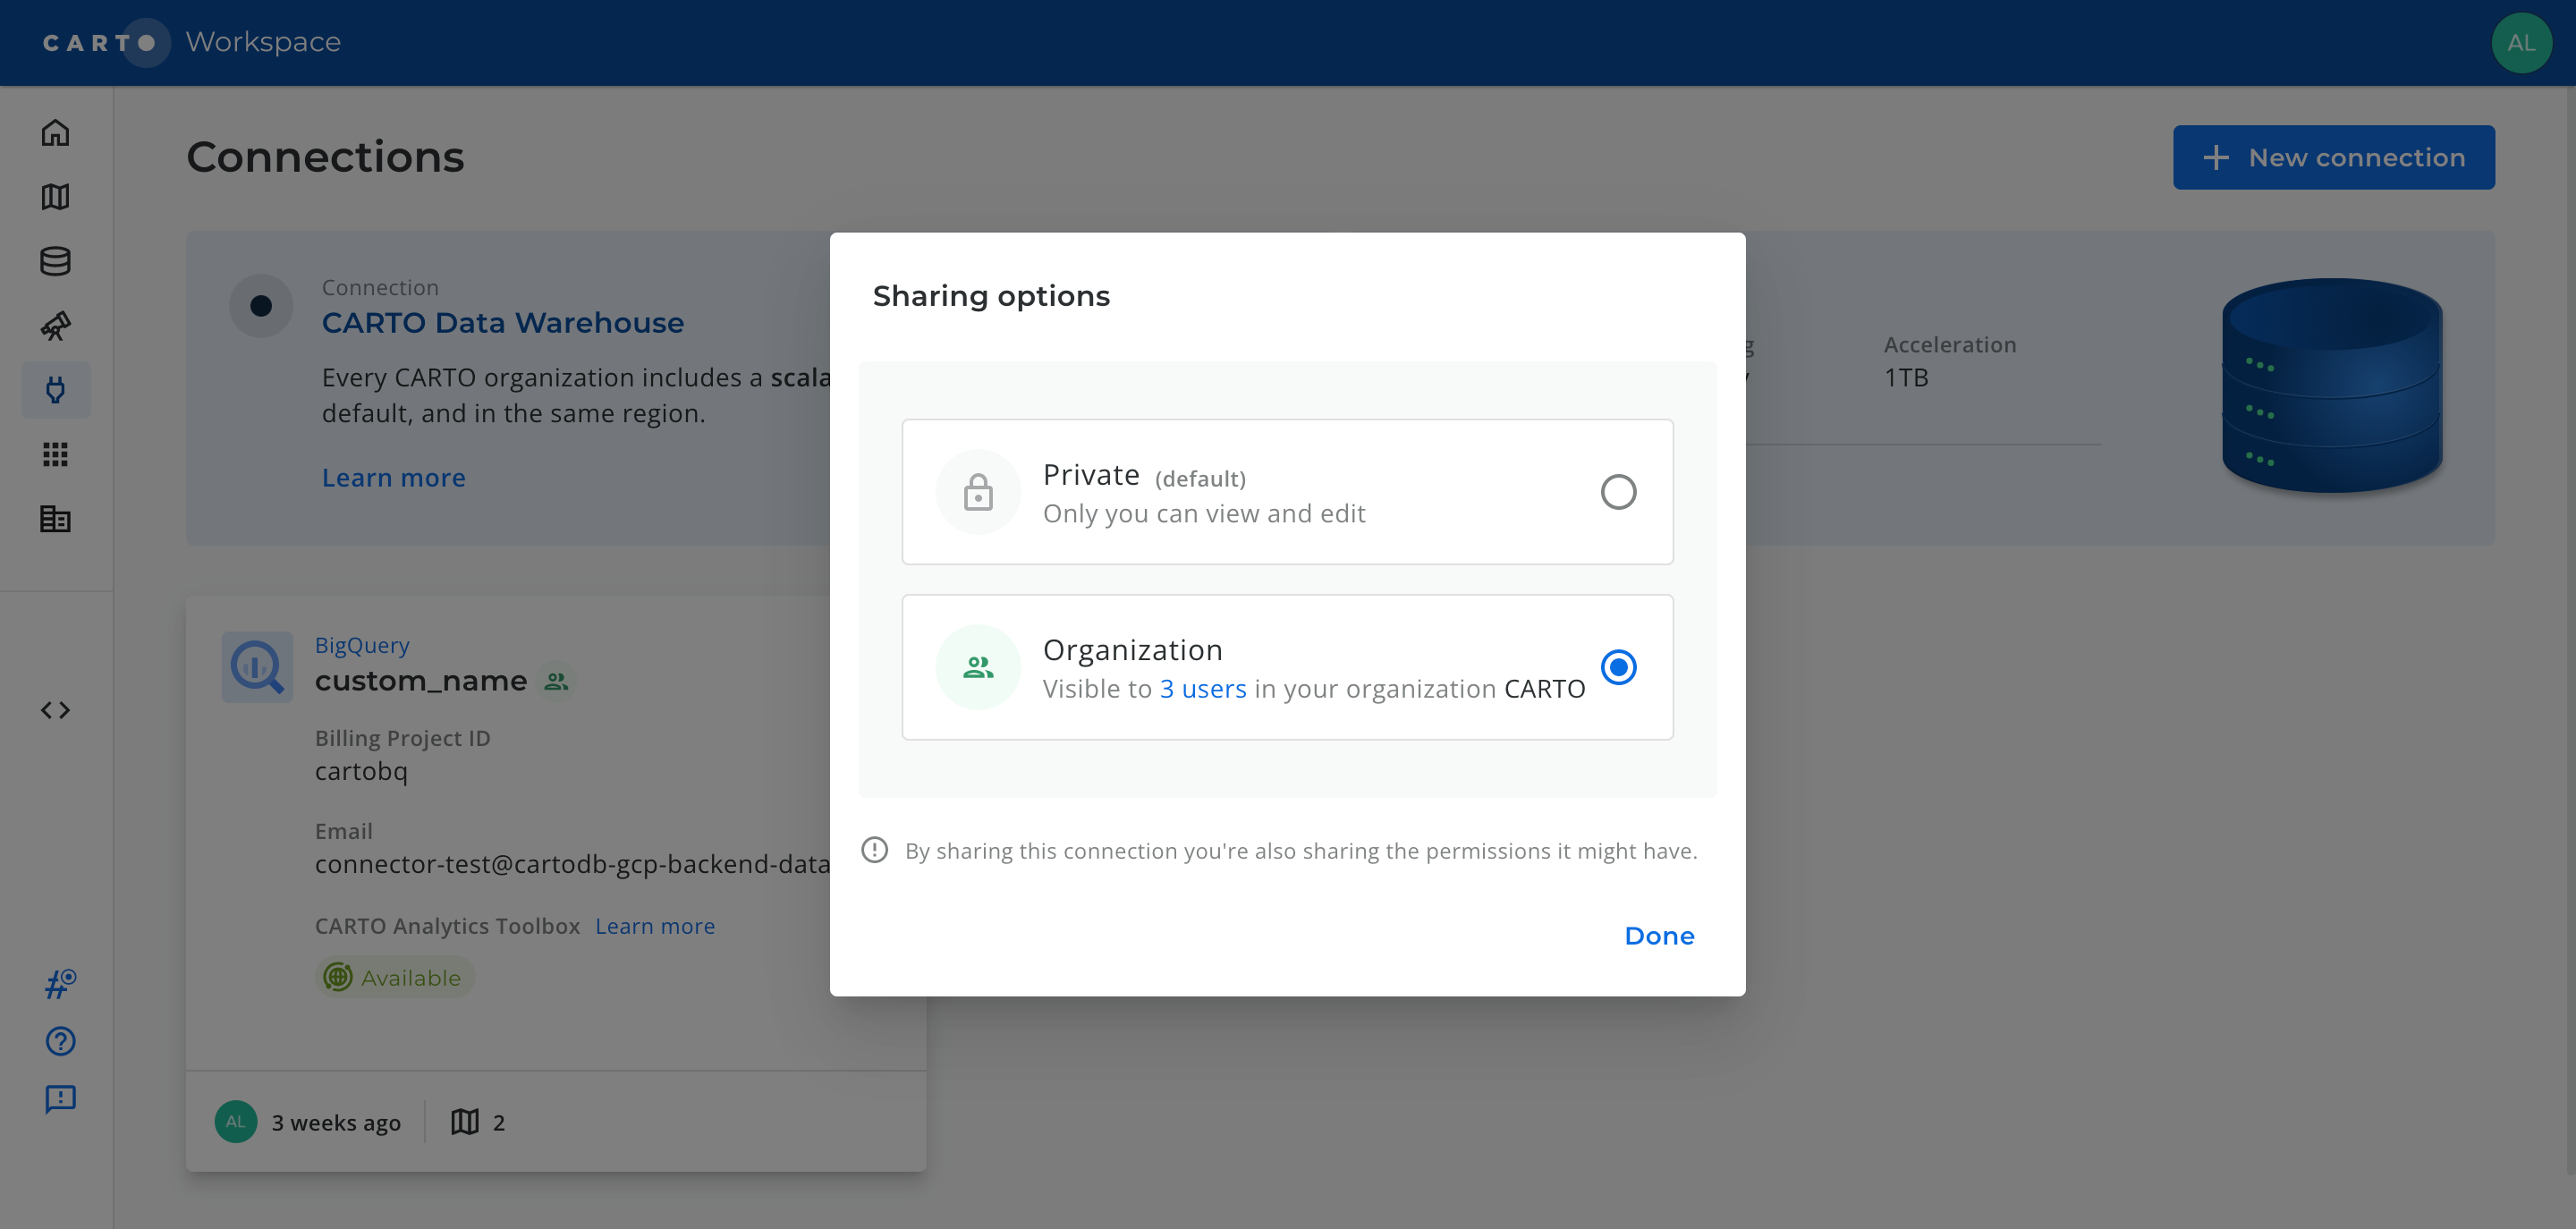 CARTO Workspace
AL
Connections
+ New connection
Connection
CARTO Data Warehouse
Every CARTO organization includes a scala
default, and in the same region.
Learn more
Acceleration
1TB
Sharing options
Private (default)
Only you can view and edit
Organization
Visible to 3 users in your organization CARTO
By sharing this connection you're also sharing the permissions it might have.
Done
BigQuery
custom_name
Billing Project ID
cartobq
Email
connector-test@cartodb-gcp-backend-data
CARTO Analytics Toolbox Learn more
Available
AL 3 weeks ago 2